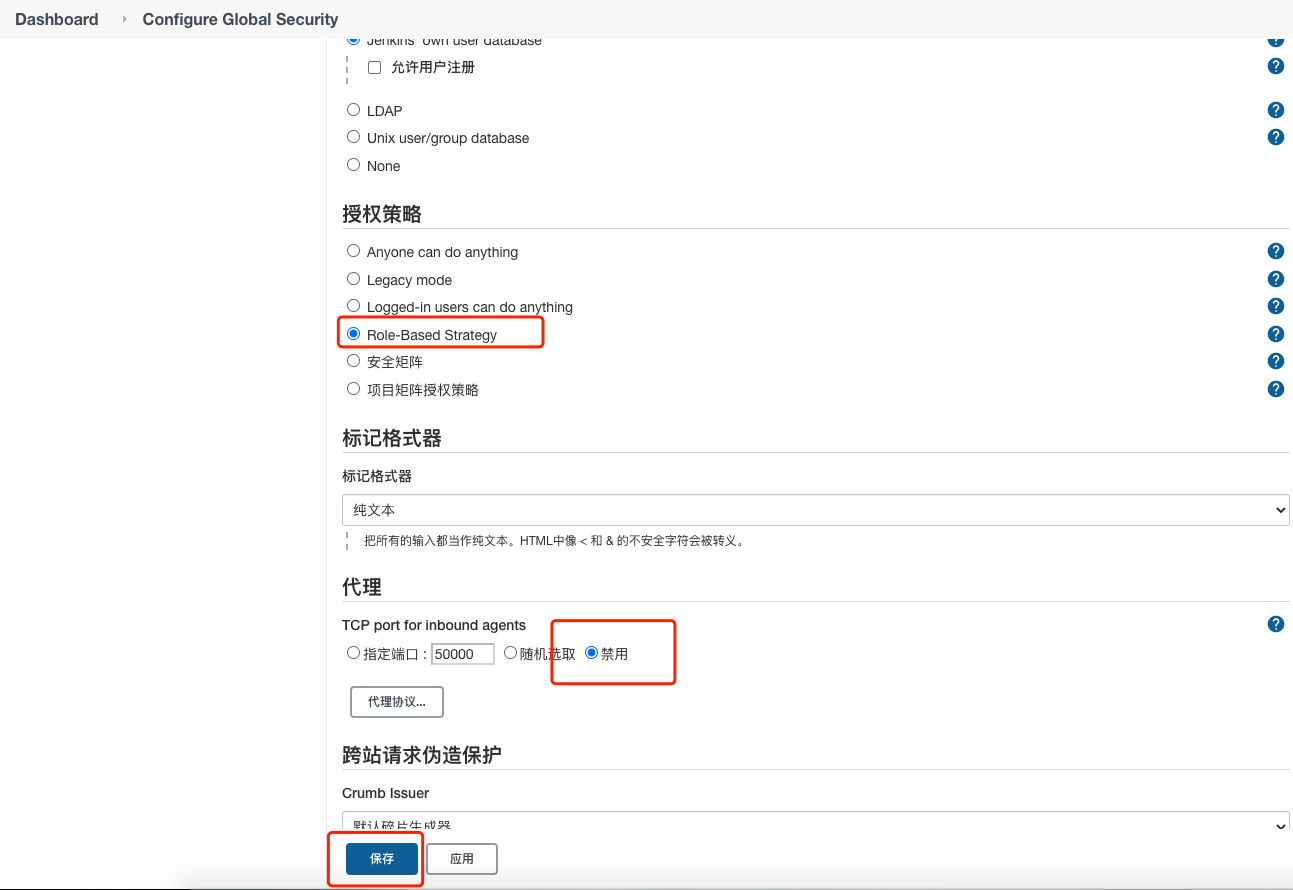 Dashboard Configure Global Security
Jenkins' own user database
允许用户注册
LDAP
Unix user/group database
None
授权策略
Anyone can do anything
Legacy mode
Logged-in users can do anything
Role-Based Strategy
安全矩阵
项目矩阵授权策略
标记格式器
标记格式器
纯文本
把所有的输入都当作纯文本。HTML中像 < 和 & 的不安全字符会被转义。
代理
TCP port for inbound agents
指定端口 : 50000 随机选取 禁用
代理协议...
跨站请求伪造保护
Crumb Issuer
默认碎片生成器
保存 应用